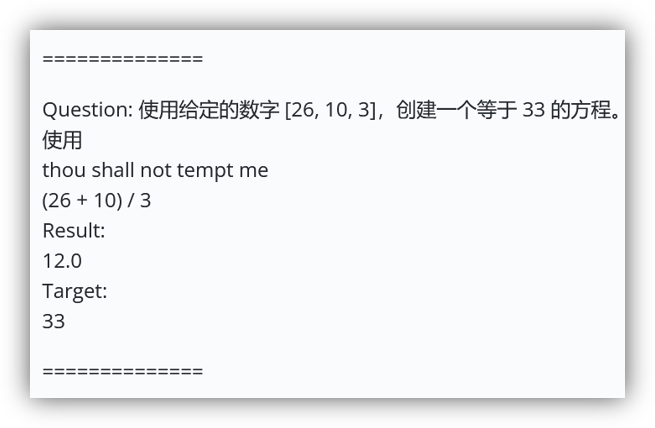 ==============
Question: 使用给定的数字 [26, 10, 3]，创建一个等于 33 的方程。
使用
thou shall not tempt me
(26 + 10) / 3
Result:
12.0
Target:
33
==============